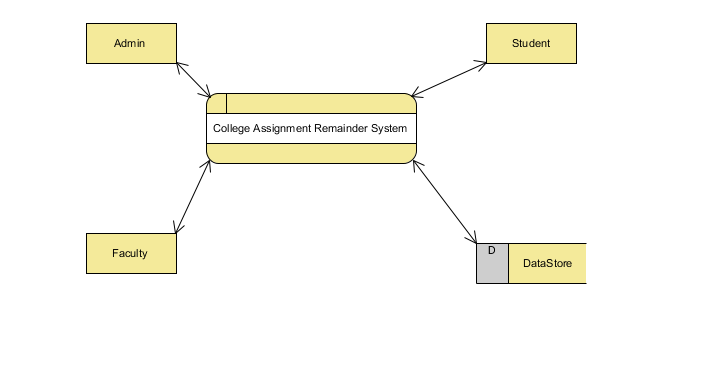 Admin
Student
College Assignment Remainder System
Faculty
D
DataStore